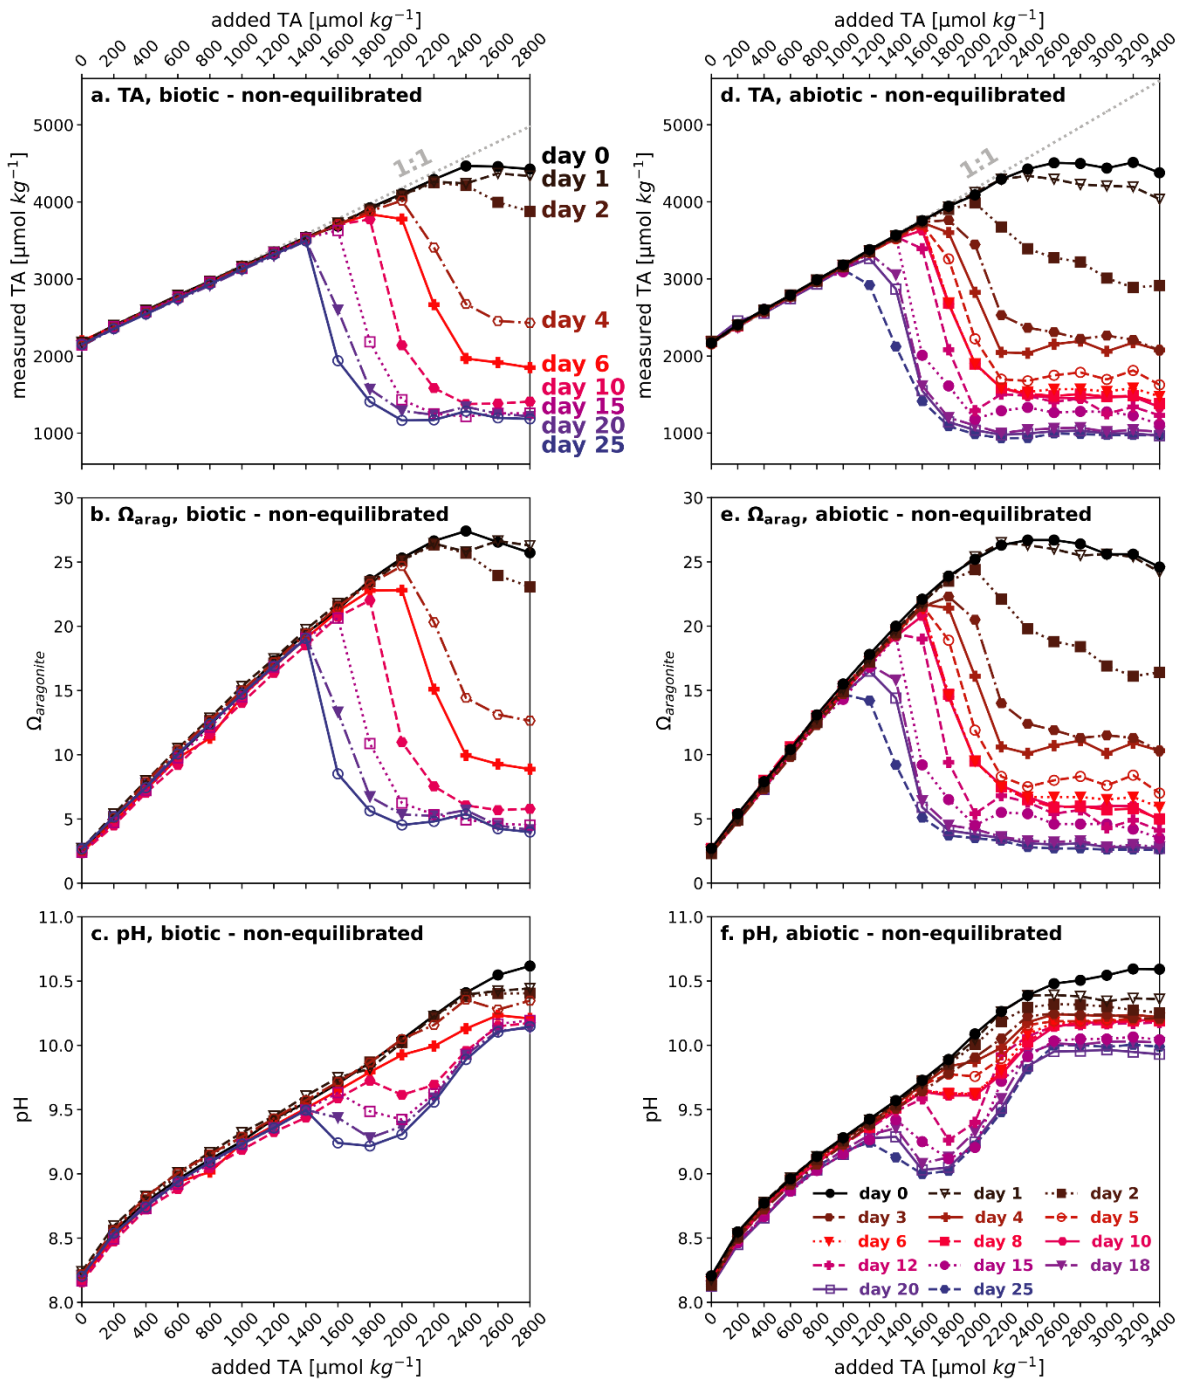 added TA [µmol kg⁻¹]
0 200 400 600 800 1000 1200 1400 1600 1800 2000 2200 2400 2600 2800
a. TA, biotic - non-equilibrated
measured TA [µmol kg⁻¹]
5000
4000
3000
2000
1000
1:1
day 0
day 1
day 2
day 4
day 6
day 10
day 15
day 20
day 25
added TA [µmol kg⁻¹]
0 200 400 600 800 1000 1200 1400 1600 1800 2000 2200 2400 2600 2800 3000 3200 3400
d. TA, abiotic - non-equilibrated
measured TA [µmol kg⁻¹]
5000
4000
3000
2000
1000
1:1
b. Ωarag, biotic - non-equilibrated
Ωaragonite
30
25
20
15
10
5
0
e. Ωarag, abiotic - non-equilibrated
Ωaragonite
30
25
20
15
10
5
0
c. pH, biotic - non-equilibrated
pH
11.0
10.5
10.0
9.5
9.0
8.5
8.0
0 200 400 600 800 1000 1200 1400 1600 1800 2000 2200 2400 2600 2800
added TA [µmol kg⁻¹]
f. pH, abiotic - non-equilibrated
pH
11.0
10.5
10.0
9.5
9.0
8.5
8.0
day 0 day 1 day 2
day 3 day 4 day 5
day 6 day 8 day 10
day 12 day 15 day 18
day 20 day 25
0 200 400 600 800 1000 1200 1400 1600 1800 2000 2200 2400 2600 2800 3000 3200 3400
added TA [µmol kg⁻¹]